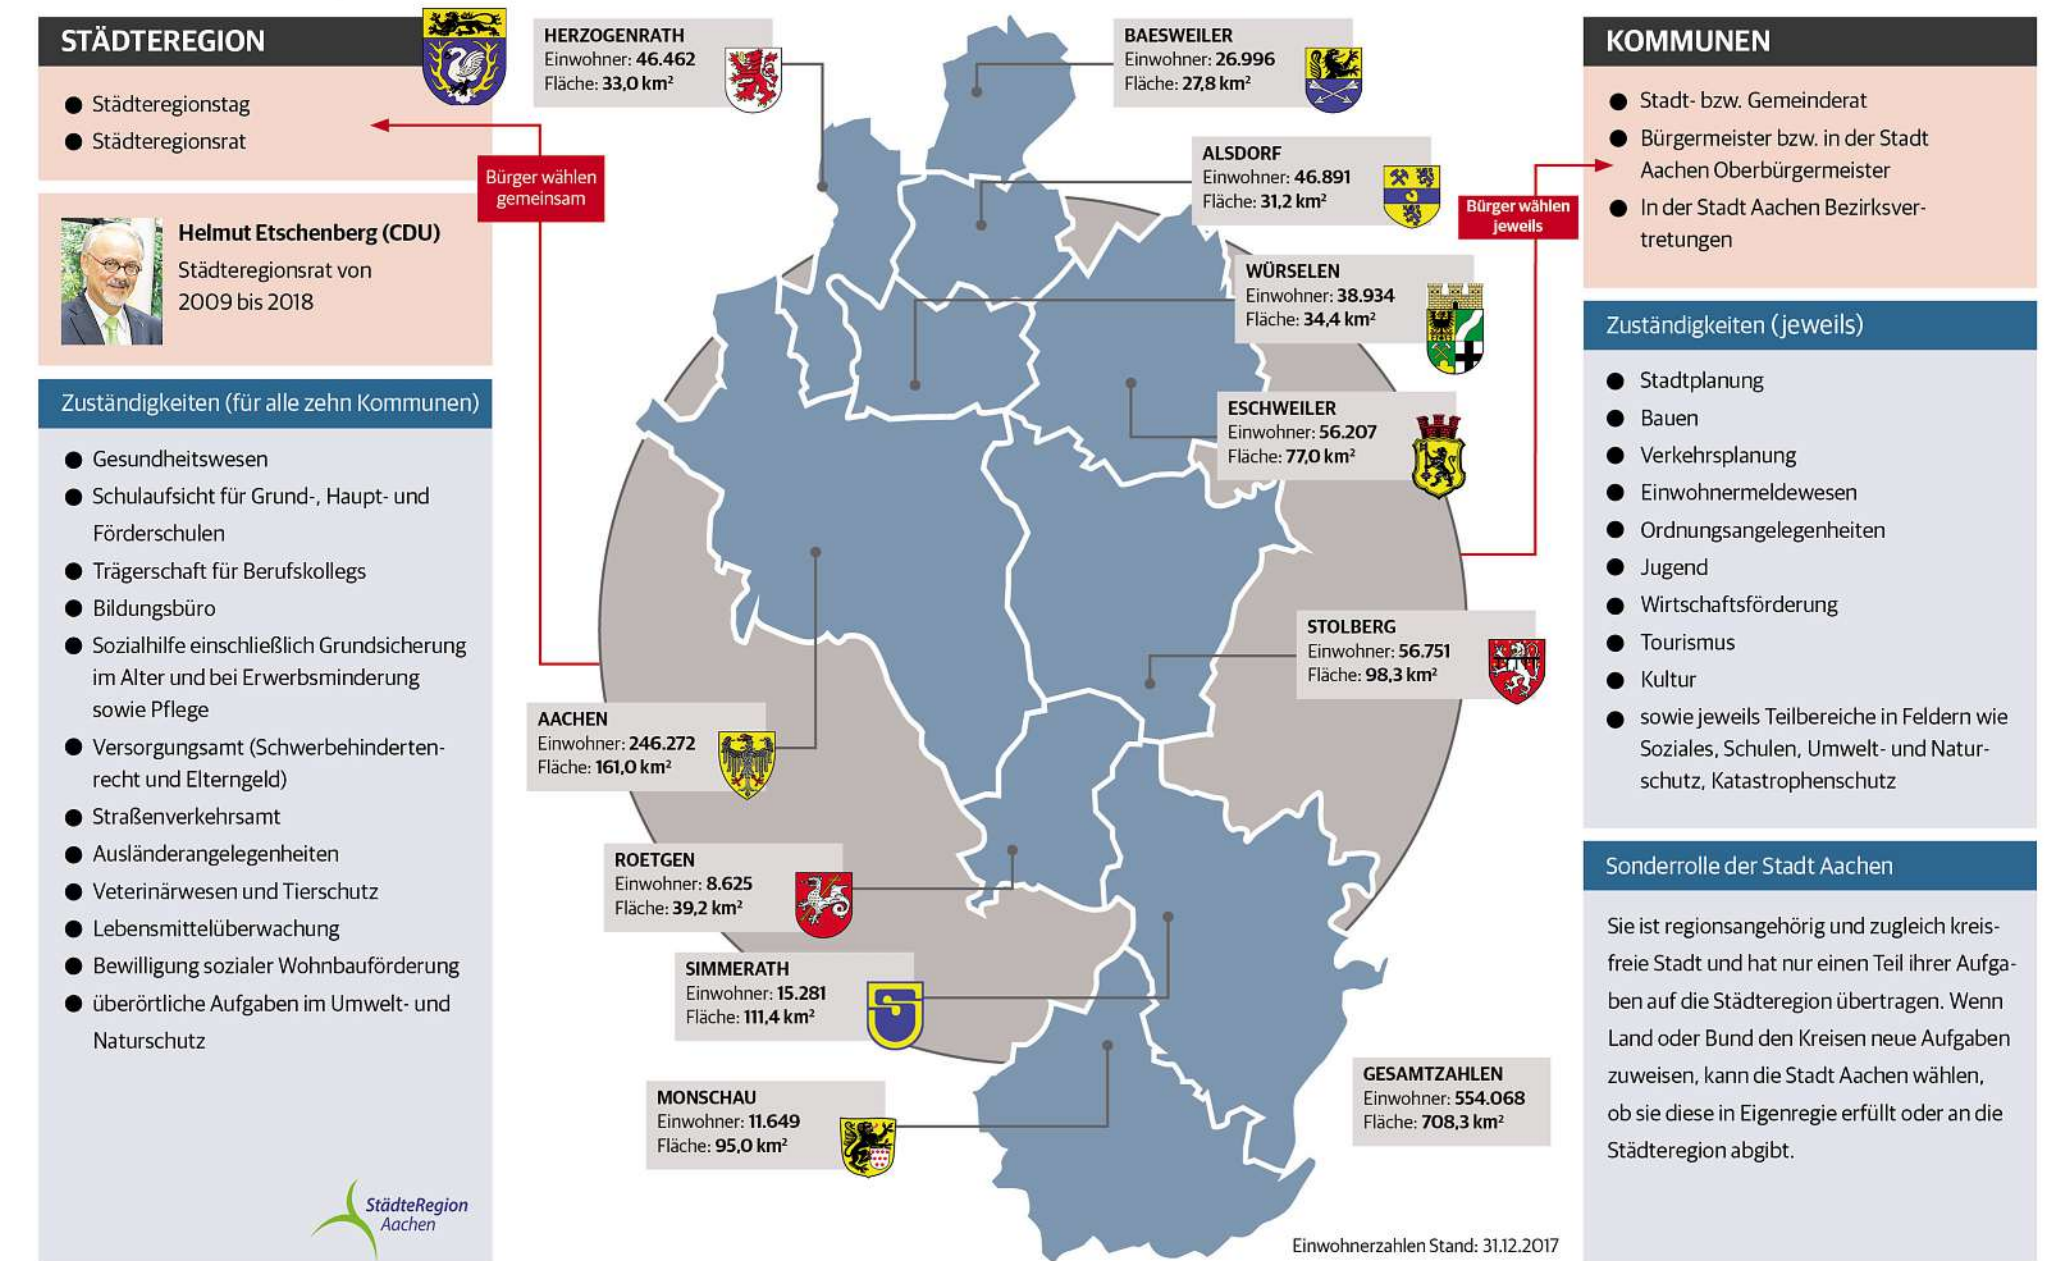 STÄDTEREGION
● Städteregionstag
● Städteregionsrat
Bürger wählen
gemeinsam
Helmut Etschenberg (CDU)
Städteregionsrat von
2009 bis 2018
Zuständigkeiten (für alle zehn Kommunen)
● Gesundheitswesen
● Schulaufsicht für Grund-, Haupt- und
Förderschulen
● Trägerschaft für Berufskollegs
● Bildungsbüro
● Sozialhilfe einschließlich Grundsicherung
im Alter und bei Erwerbsminderung
sowie Pflege
● Versorgungsamt (Schwerbehinderten-
recht und Elterngeld)
● Straßenverkehrsamt
● Ausländerangelegenheiten
● Veterinärwesen und Tierschutz
● Lebensmittelüberwachung
● Bewilligung sozialer Wohnbauförderung
● überörtliche Aufgaben im Umwelt- und
Naturschutz
StädteRegion
Aachen
HERZOGENRATH
Einwohner: 46.462
Fläche: 33,0 km²
BAESWEILER
Einwohner: 26.996
Fläche: 27,8 km²
ALSDORF
Einwohner: 46.891
Fläche: 31,2 km²
WÜRSELEN
Einwohner: 38.934
Fläche: 34,4 km²
ESCHWEILER
Einwohner: 56.207
Fläche: 77,0 km²
STOLBERG
Einwohner: 56.751
Fläche: 98,3 km²
AACHEN
Einwohner: 246.272
Fläche: 161,0 km²
ROETGEN
Einwohner: 8.625
Fläche: 39,2 km²
SIMMERATH
Einwohner: 15.281
Fläche: 111,4 km²
MONSCHAU
Einwohner: 11.649
Fläche: 95,0 km²
GESAMTZAHLEN
Einwohner: 554.068
Fläche: 708,3 km²
Einwohnerzahlen Stand: 31.12.2017
Bürger wählen
jeweils
KOMMUNEN
● Stadt- bzw. Gemeinderat
● Bürgermeister bzw. in der Stadt
Aachen Oberbürgermeister
● In der Stadt Aachen Bezirksver-
tretungen
Zuständigkeiten (jeweils)
● Stadtplanung
● Bauen
● Verkehrsplanung
● Einwohnermeldewesen
● Ordnungsangelegenheiten
● Jugend
● Wirtschaftsförderung
● Tourismus
● Kultur
● sowie jeweils Teilbereiche in Feldern wie
Soziales, Schulen, Umwelt- und Natur-
schutz, Katastrophenschutz
Sonderrolle der Stadt Aachen
Sie ist regionsangehörig und zugleich kreis-
freie Stadt und hat nur einen Teil ihrer Aufga-
ben auf die Städteregion übertragen. Wenn
Land oder Bund den Kreisen neue Aufgaben
zuweisen, kann die Stadt Aachen wählen,
ob sie diese in Eigenregie erfüllt oder an die
Städteregion abgibt.